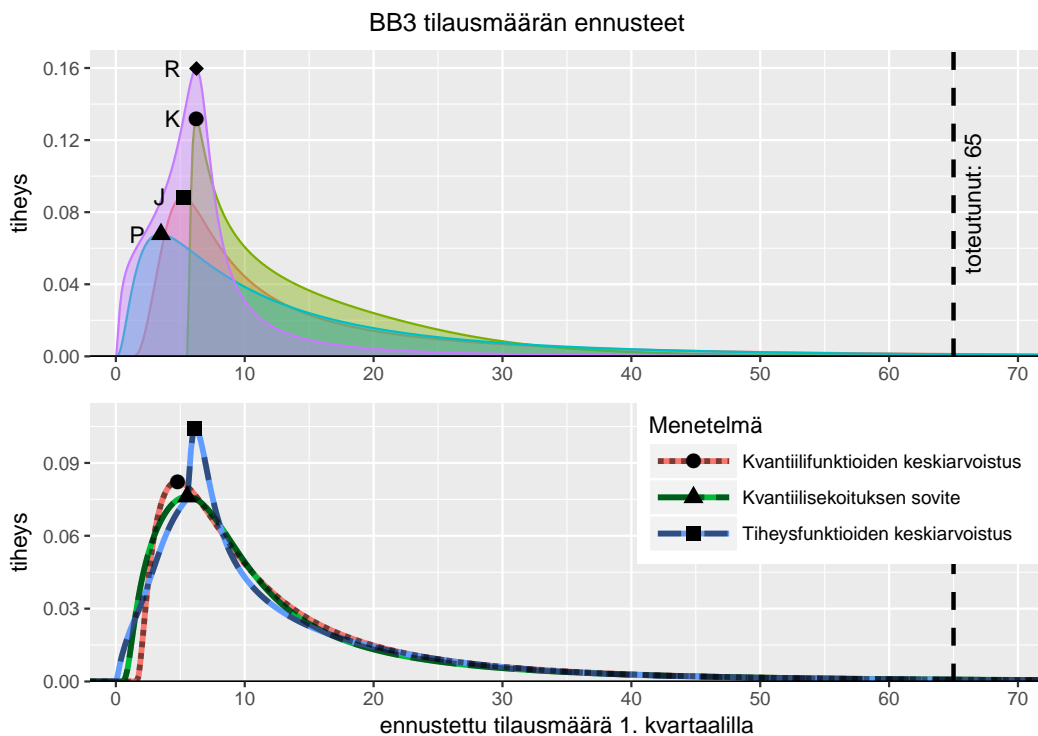 BB3 tilausmäärän ennusteet
tiheys
0.16
0.12
0.08
0.04
0.00
R
K
J
P
toteutunut: 65
0 10 20 30 40 50 60 70
tiheys
0.09
0.06
0.03
0.00
Menetelmä
Kvantiilifunktioiden keskiarvoistus
Kvantiilisekoituksen sovite
Tiheysfunktioiden keskiarvoistus
0 10 20 30 40 50 60 70
ennustettu tilausmäärä 1. kvartaalilla